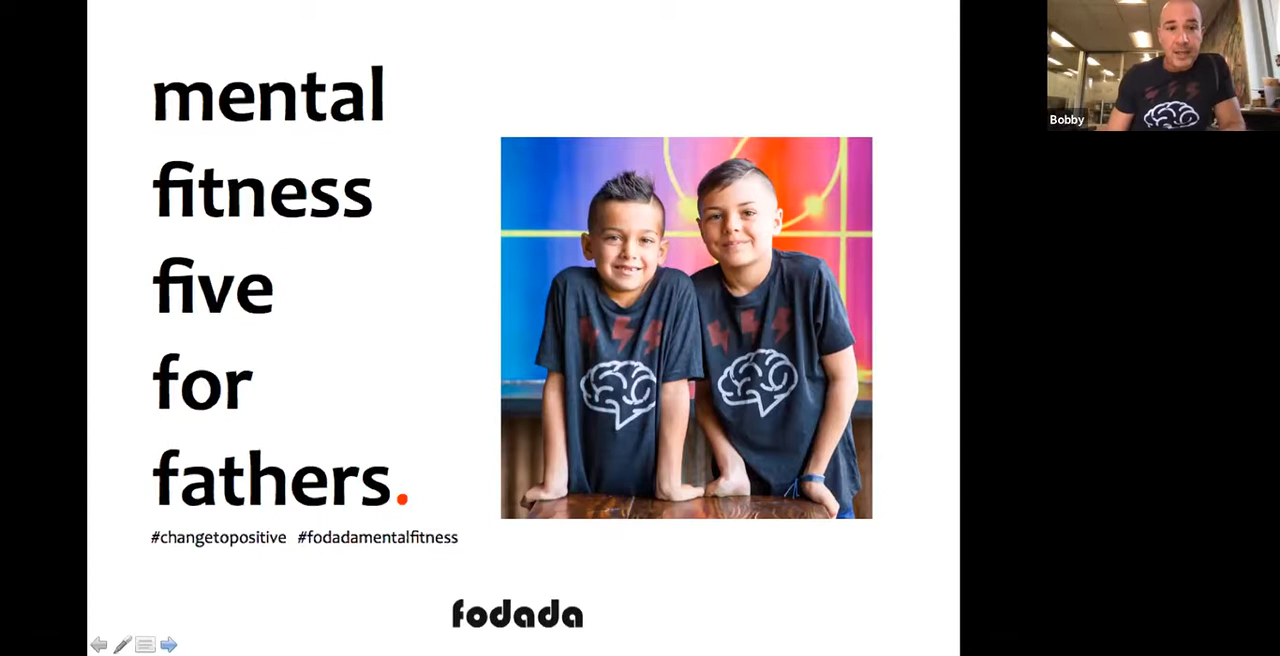 mental
fitness
five
for
fathers.
#changetopositive #fodadamentalfitness
fodada
Bobby